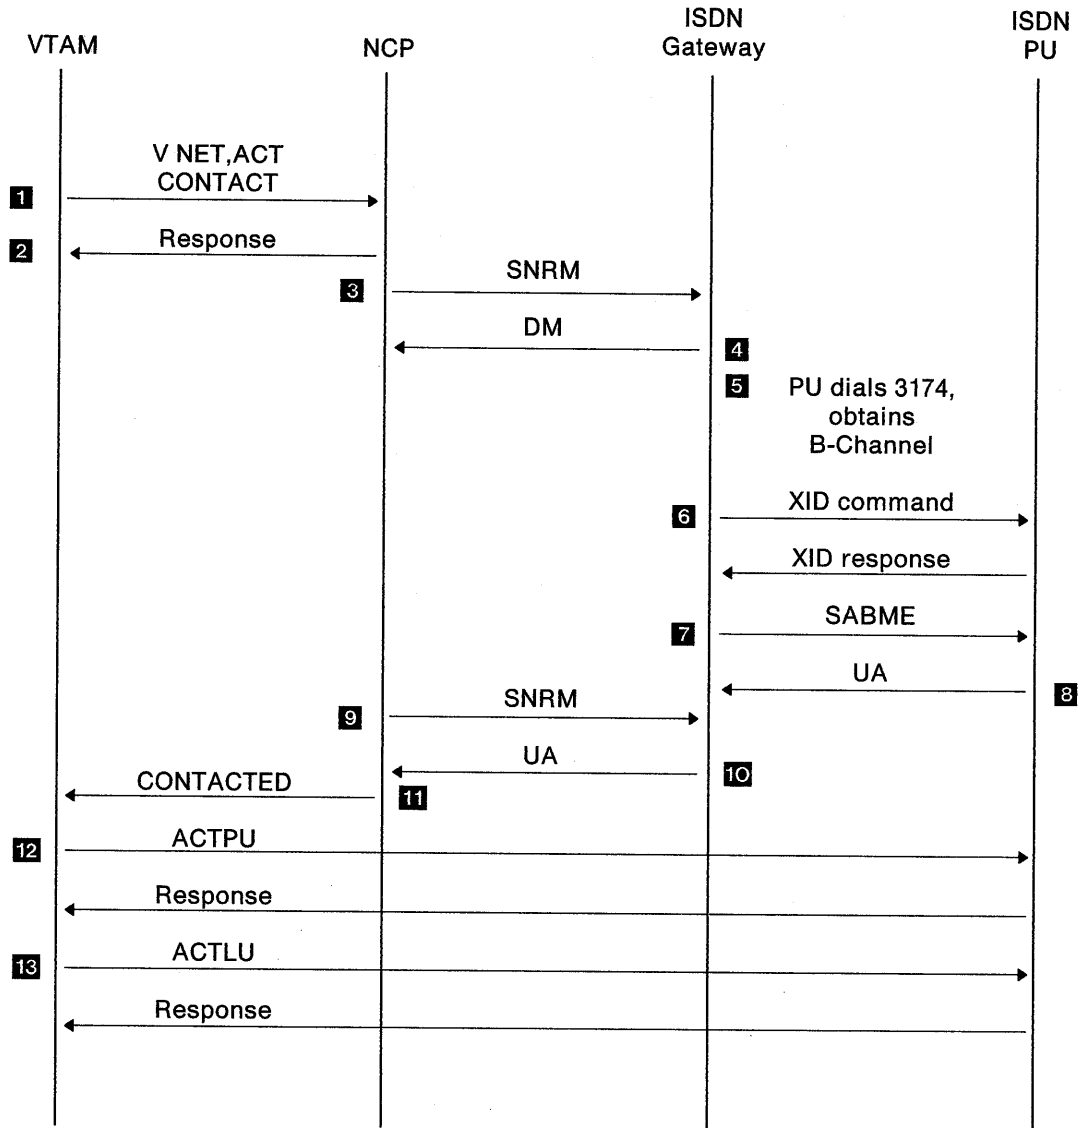 VTAM
NCP
ISDN
Gateway
ISDN
PU
V NET,ACT
CONTACT
1
Response
2
SNRM
3
DM
4
5
PU dials 3174,
obtains
B-Channel
XID command
6
XID response
SABME
7
UA
8
SNRM
9
UA
10
CONTACTED
11
ACTPU
12
Response
ACTLU
13
Response